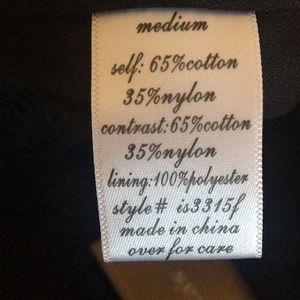 medium
self: 65%cotton
35%nylon
contrast:65%cotton
35%nylon
lining:100%polyester
style# is3315f
made in china
over for care